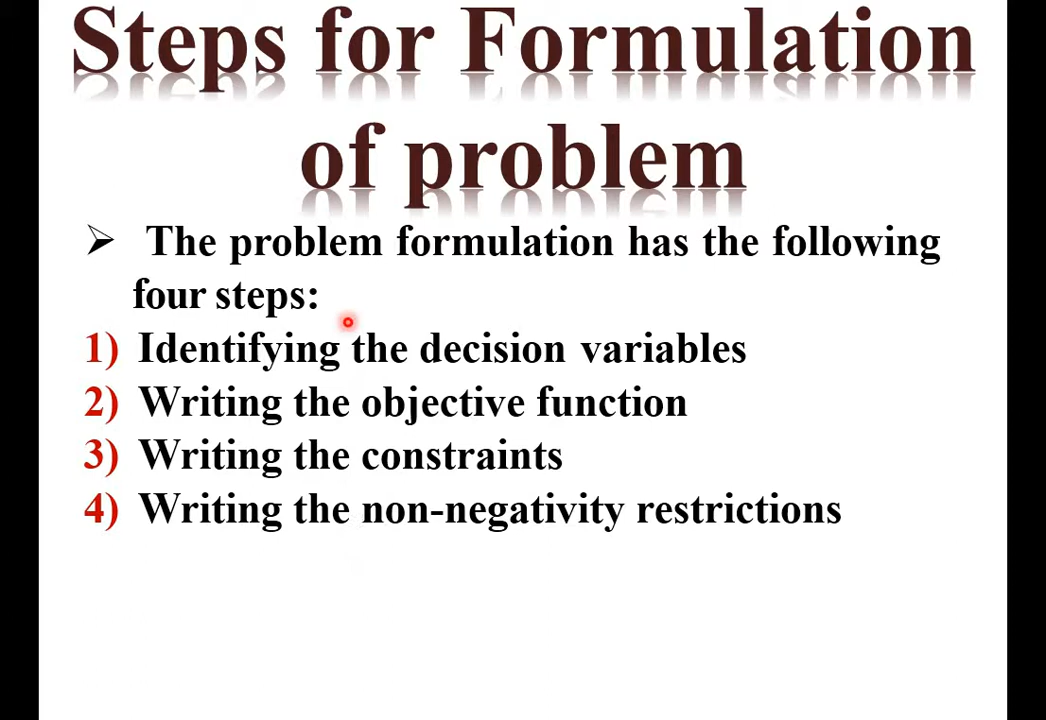 Steps for Formulation
of problem
➢ The problem formulation has the following
four steps:
1) Identifying the decision variables
2) Writing the objective function
3) Writing the constraints
4) Writing the non-negativity restrictions